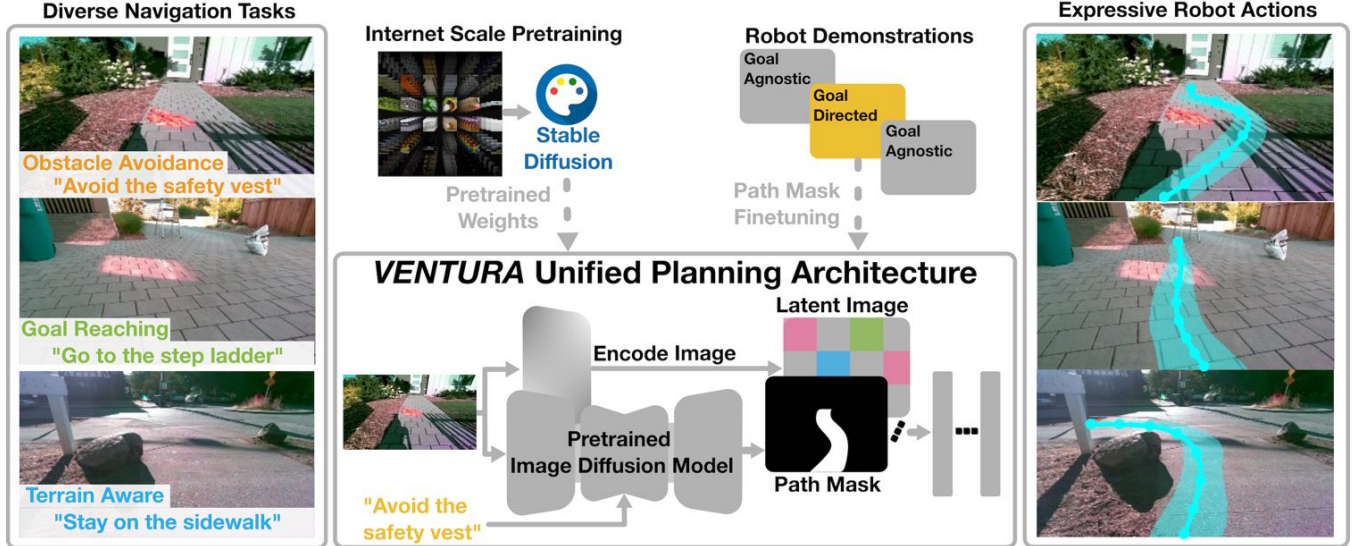 Diverse Navigation Tasks
Obstacle Avoidance
"Avoid the safety vest"
Goal Reaching
"Go to the step ladder"
Terrain Aware
"Stay on the sidewalk"
Internet Scale Pretraining
Stable
Diffusion
Pretrained
Weights
Robot Demonstrations
Goal
Agnostic
Goal
Directed
Goal
Agnostic
Path Mask
Finetuning
VENTURA Unified Planning Architecture
Encode Image
Latent Image
Pretrained
Image Diffusion Model
Path Mask
"Avoid the
safety vest"
Expressive Robot Actions